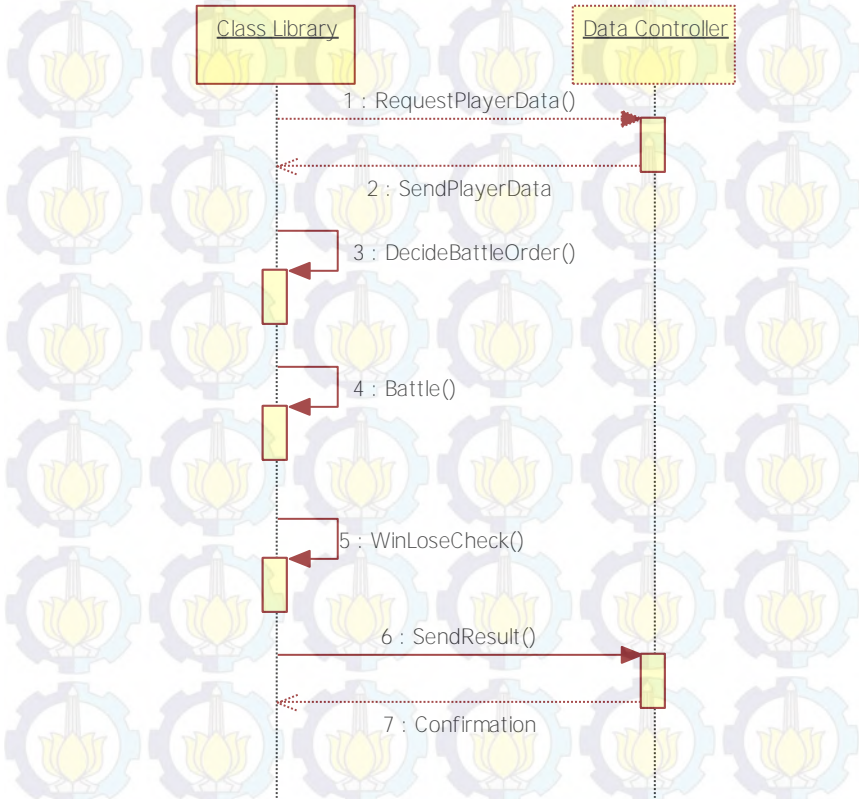 Class Library
Data Controller
1 : RequestPlayerData()
2 : SendPlayerData
3 : DecideBattleOrder()
4 : Battle()
5 : WinLoseCheck()
6 : SendResult()
7 : Confirmation